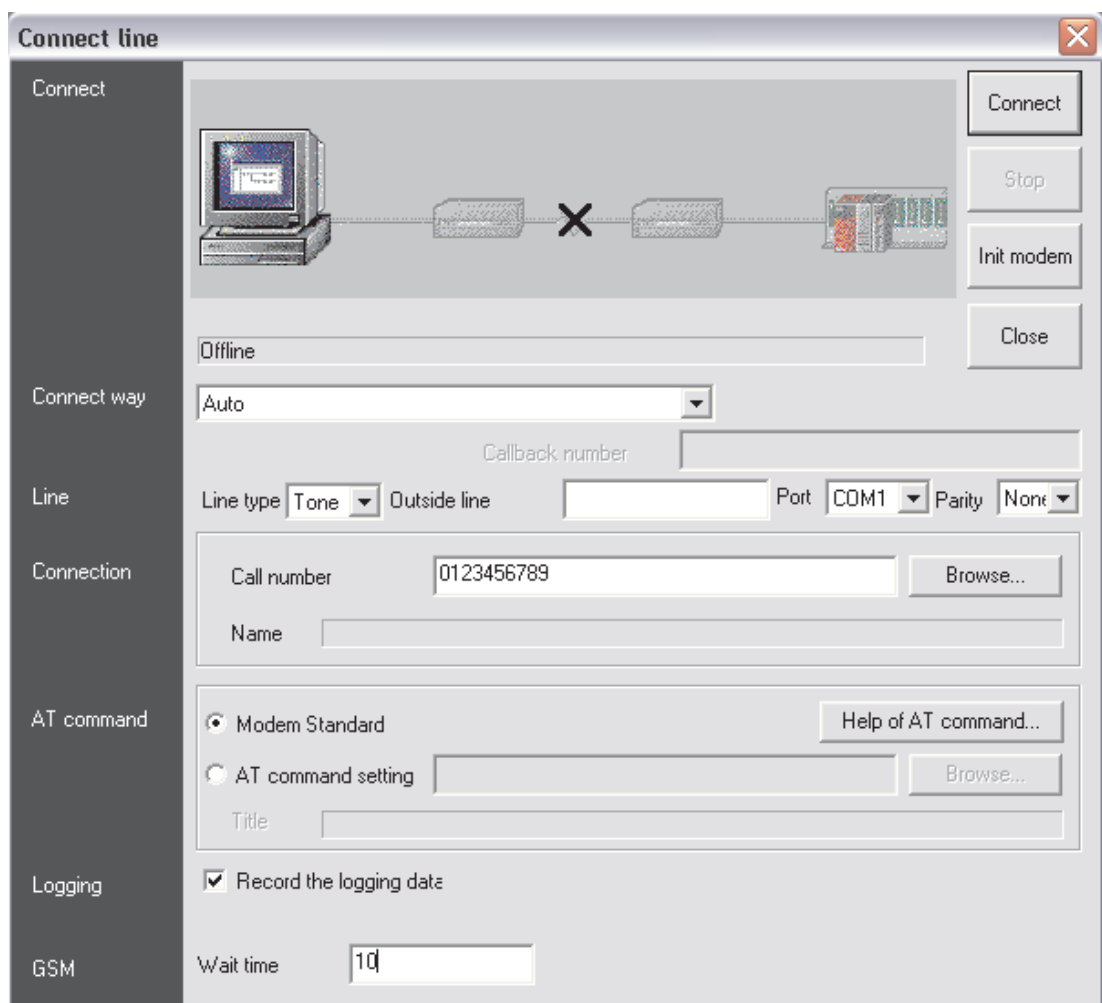 Connect line
Connect
Connect
Stop
Init modem
Close
Offline
Connect way
Auto
Callback number
Line
Line type Tone Outside line Port COM1 Parity None
Connection
Call number 0123456789 Browse...
Name
AT command
Modem Standard Help of AT command...
AT command setting Browse...
Title
Logging
Record the logging data
GSM
Wait time 10